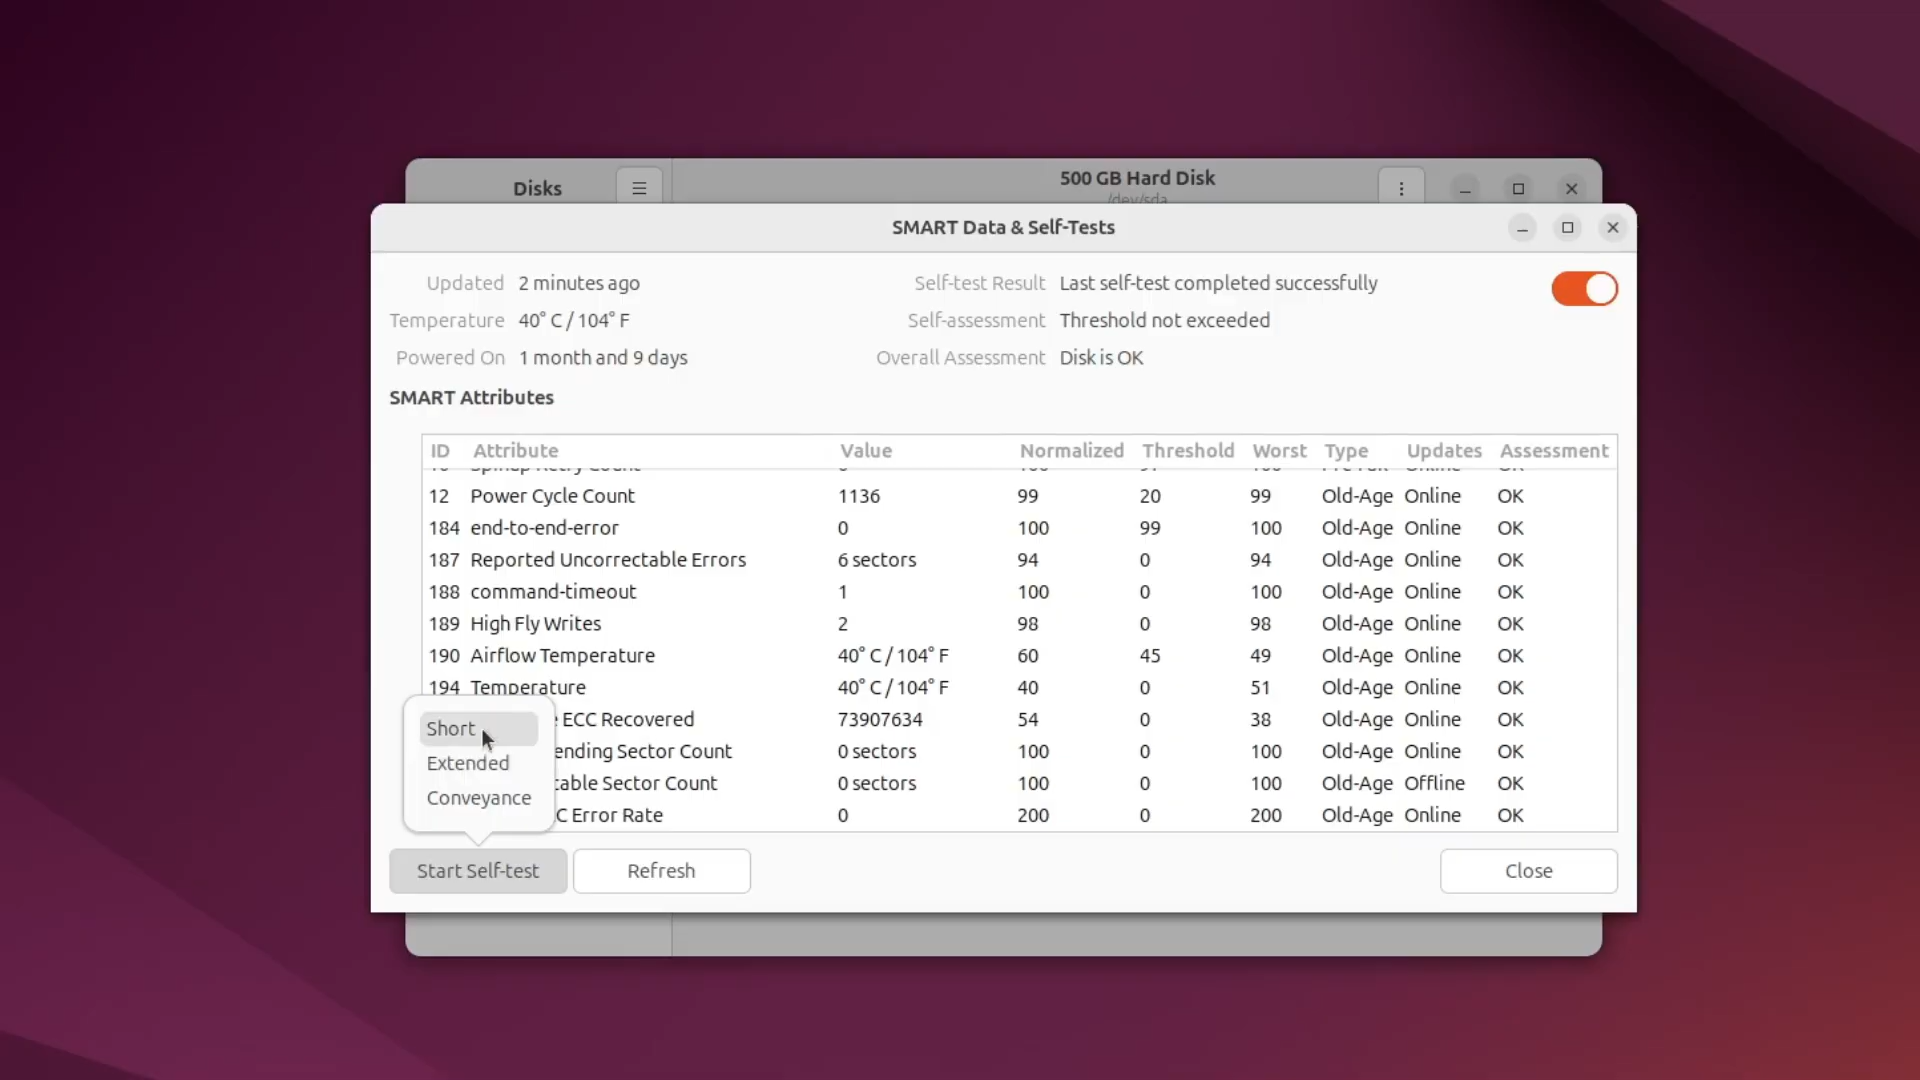 Disks
500 GB Hard Disk
/dev/sda
SMART Data & Self-Tests
Updated 2 minutes ago Self-test Result Last self-test completed successfully
Temperature 40° C / 104° F Self-assessment Threshold not exceeded
Powered On 1 month and 9 days Overall Assessment Disk is OK
SMART Attributes
ID Attribute Value Normalized Threshold Worst Type Updates Assessment
12 Power Cycle Count 1136 99 20 99 Old-Age Online OK
184 end-to-end-error 0 100 99 100 Old-Age Online OK
187 Reported Uncorrectable Errors 6 sectors 94 0 94 Old-Age Online OK
188 command-timeout 1 100 0 100 Old-Age Online OK
189 High Fly Writes 2 98 0 98 Old-Age Online OK
190 Airflow Temperature 40° C / 104° F 60 45 49 Old-Age Online OK
194 Temperature 40° C / 104° F 40 0 51 Old-Age Online OK
ECC Recovered 73907634 54 0 38 Old-Age Online OK
ending Sector Count 0 sectors 100 0 100 Old-Age Online OK
table Sector Count 0 sectors 100 0 100 Old-Age Offline OK
C Error Rate 0 200 0 200 Old-Age Online OK
Short
Extended
Conveyance
Start Self-test Refresh Close